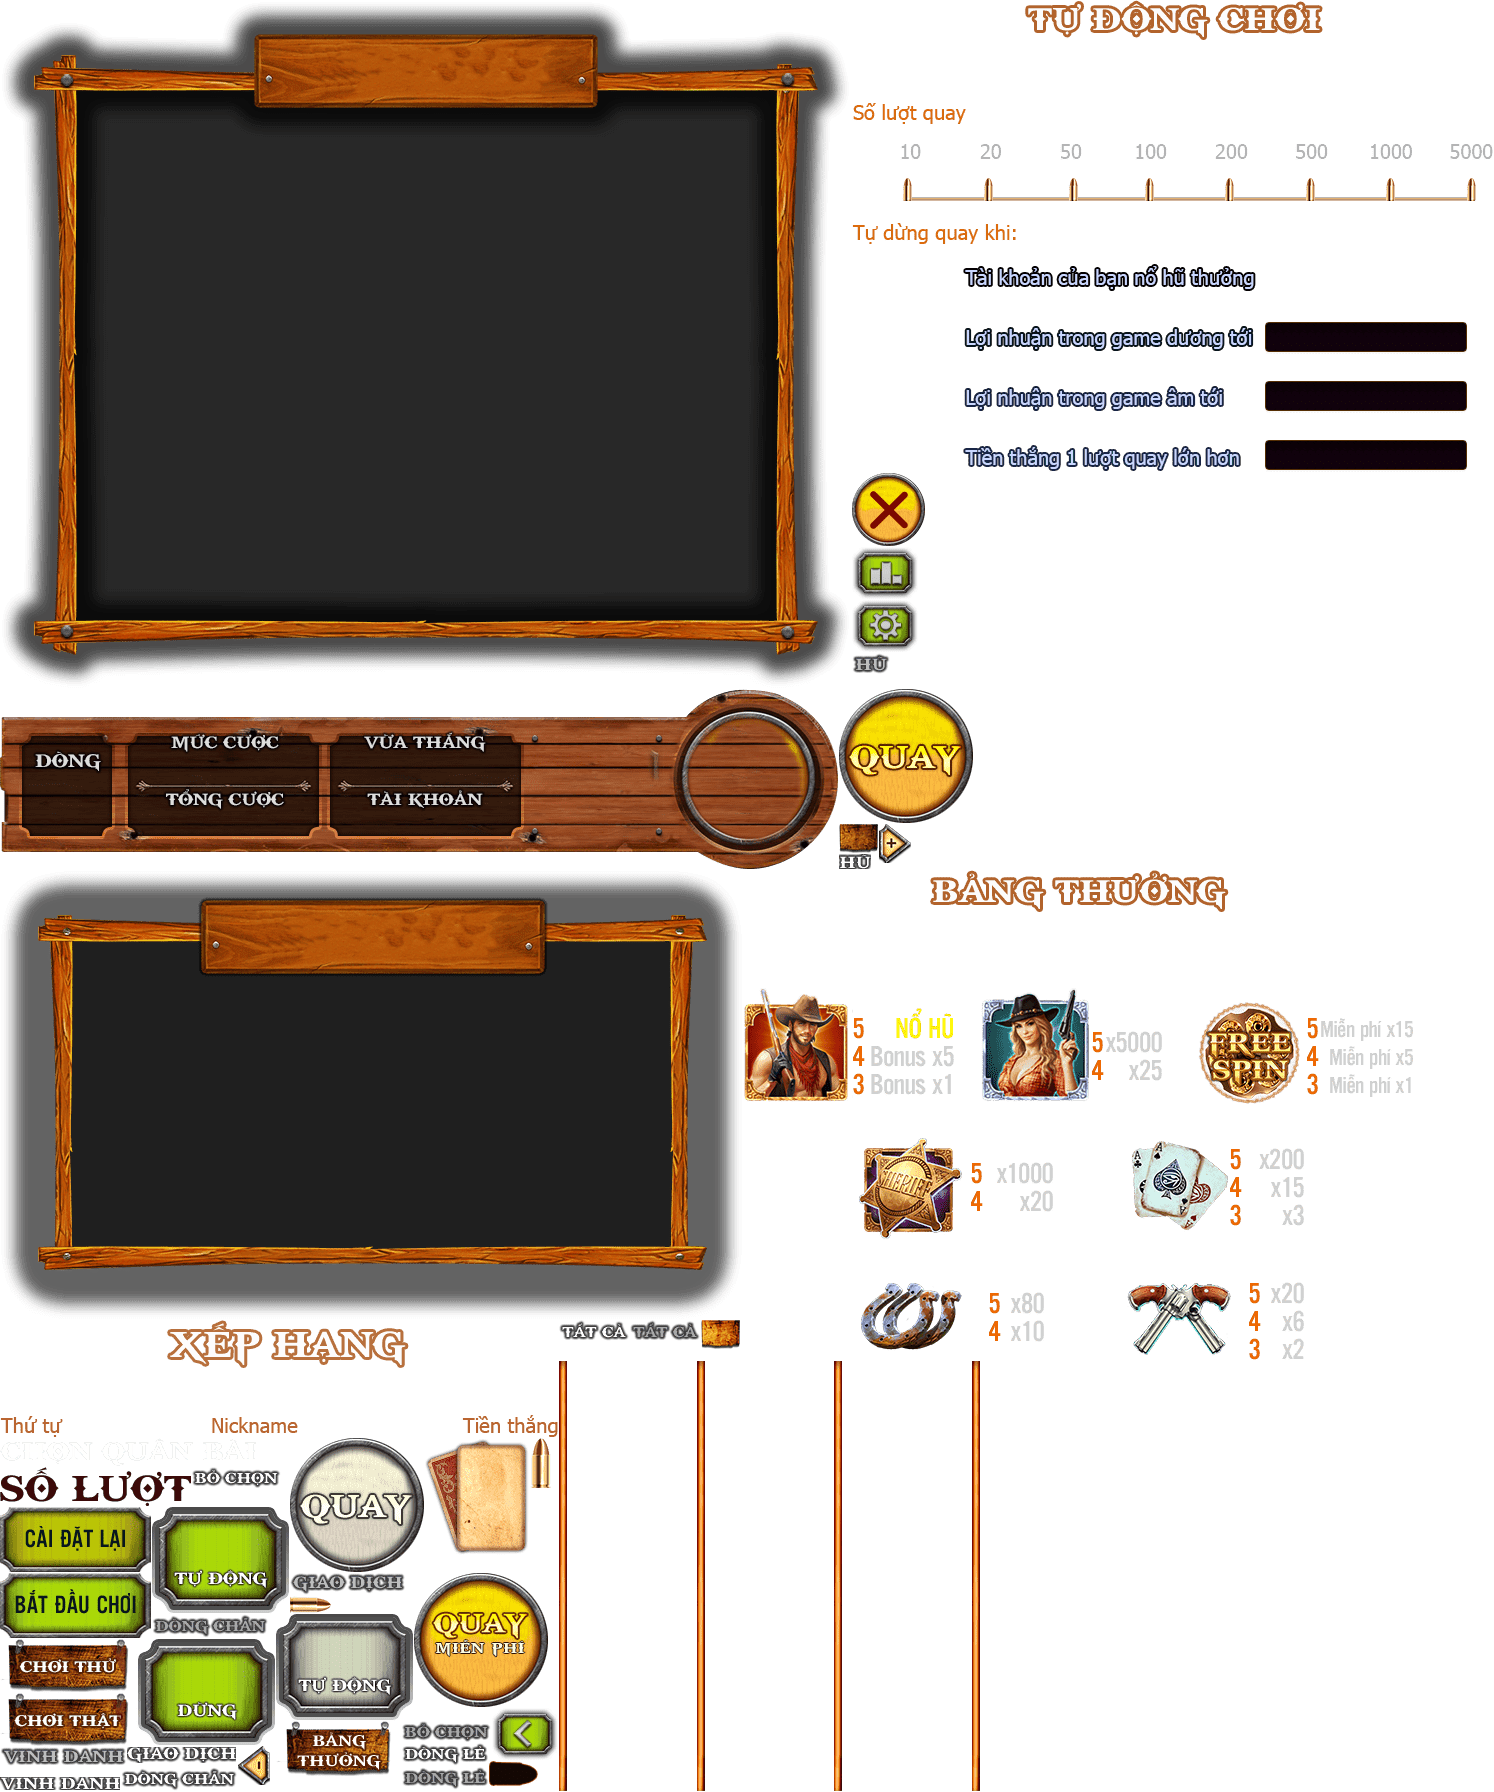 TỰ ĐỘNG CHƠI
Số lượt quay
10 20 50 100 200 500 1000 5000
Tự dừng quay khi:
Tài khoản của bạn nổ hũ thưởng
Lợi nhuận trong game dương tới
Lợi nhuận trong game âm tới
Tiền thắng 1 lượt quay lớn hơn
HŨ
DÒNG
MỨC CƯỢC
TỔNG CƯỢC
VỪA THẮNG
TÀI KHOẢN
QUAY
HŨ
BẢNG THƯỞNG
5 NỔ HŨ
4 Bonus x5
3 Bonus x1
5 x5000
4 x25
FREE
SPIN
5 Miễn phí x15
4 Miễn phí x5
3 Miễn phí x1
SHERIFF
5 x1000
4 x20
A
A
A
5 x200
4 x15
3 x3
5 x80
4 x10
5 x20
4 x6
3 x2
XẾP HẠNG
TẤT CẢ TẤT CẢ
Thứ tự Nickname Tiền thắng
CHỌN QUÂN BÀI
SỐ LƯỢT
BỎ CHỌN
QUAY
CÀI ĐẶT LẠI
TỰ ĐỘNG
GIAO DỊCH
BẮT ĐẦU CHƠI
DÒNG CHẴN
QUAY
MIỄN PHÍ
CHƠI THỬ
TỰ ĐỘNG
DỪNG
CHƠI THẬT
BẢNG
THƯỞNG
BỎ CHỌN
VINH DANH
GIAO DỊCH
DÒNG LẺ
VINH DANH
DÒNG CHẴN
DÒNG LẺ